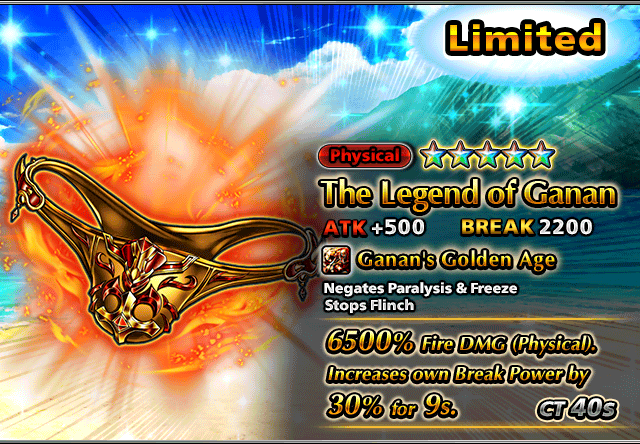 Limited
Physical
The Legend of Ganan
ATK +500 BREAK 2200
Ganan's Golden Age
Negates Paralysis & Freeze
Stops Flinch
6500% Fire DMG (Physical).
Increases own Break Power by
30% for 9s. CT 40s